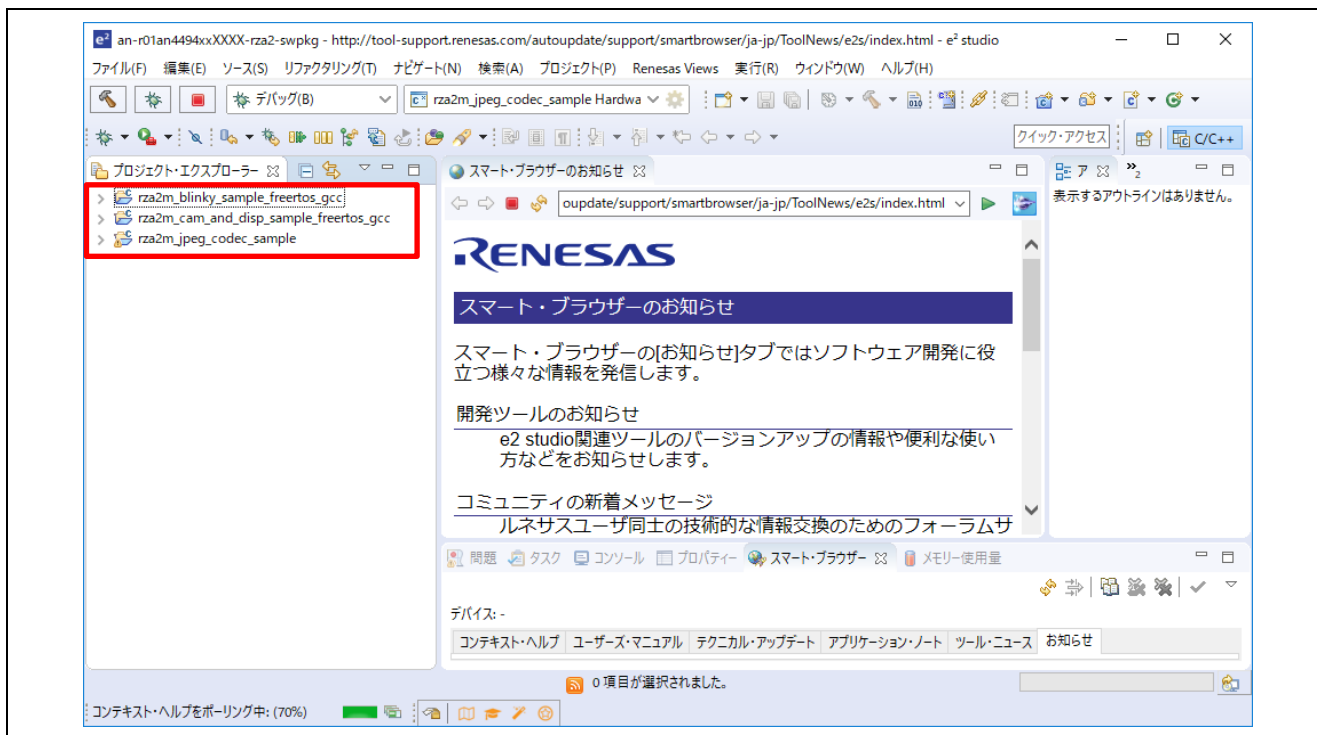 e² an-r01an4494xxXXXX-rza2-swpkg - http://tool-support.renesas.com/autoupdate/support/smartbrowser/ja-jp/ToolNews/e2s/index.html - e² studio
ファイル(F) 編集(E) ソース(S) リファクタリング(T) ナビゲート(N) 検索(A) プロジェクト(P) Renesas Views 実行(R) ウィンドウ(W) ヘルプ(H)
デバッグ(B) rza2m_jpeg_codec_sample Hardwa
クイック・アクセス C/C++
プロジェクト・エクスプローラー
rza2m_blinky_sample_freertos_gcc
rza2m_cam_and_disp_sample_freertos_gcc
rza2m_jpeg_codec_sample
スマート・ブラウザーのお知らせ
oupdate/support/smartbrowser/ja-jp/ToolNews/e2s/index.html
RENESAS
スマート・ブラウザーのお知らせ
スマート・ブラウザーの[お知らせ]タブではソフトウェア開発に役
立つ様々な情報を発信します。
開発ツールのお知らせ
e2 studio関連ツールのバージョンアップの情報や便利な使い
方などをお知らせします。
コミュニティの新着メッセージ
ルネサスユーザ同士の技術的な情報交換のためのフォーラムサ
ア »2
表示するアウトラインはありません。
問題 タスク コンソール プロパティー スマート・ブラウザー メモリー使用量
デバイス: -
コンテキスト・ヘルプ ユーザーズ・マニュアル テクニカル・アップデート アプリケーション・ノート ツール・ニュース お知らせ
0 項目が選択されました。
コンテキスト・ヘルプをポーリング中: (70%)